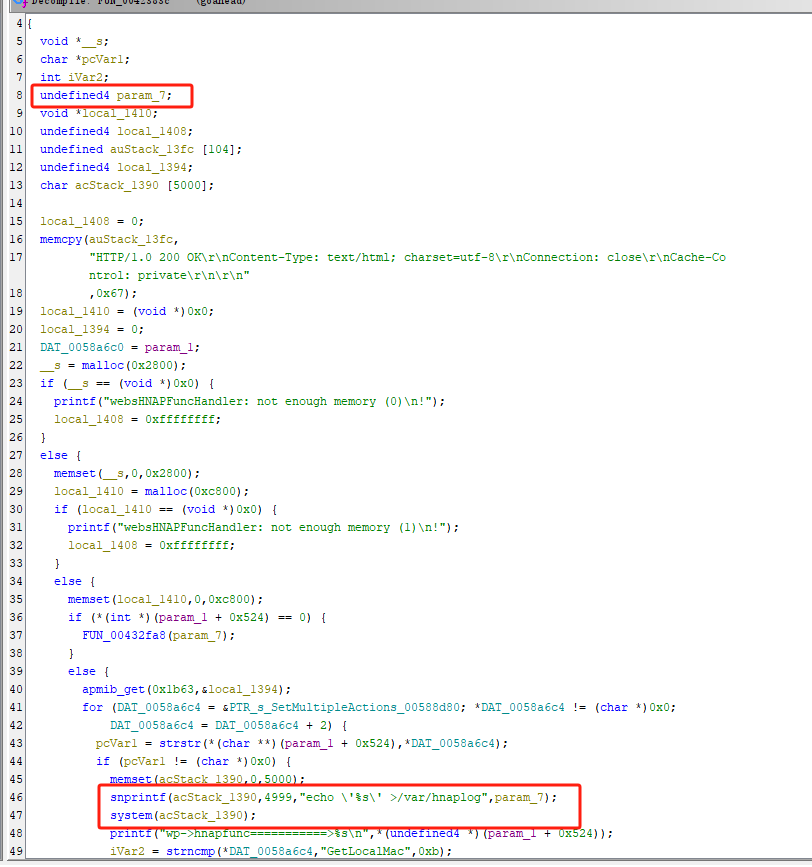 Decompile: FUN_0042383c - (goahead)
4 {
5 void *__s;
6 char *pcVar1;
7 int iVar2;
8 undefined4 param_7;
9 void *local_1410;
10 undefined4 local_1408;
11 undefined auStack_13fc [104];
12 undefined4 local_1394;
13 char acStack_1390 [5000];
14
15 local_1408 = 0;
16 memcpy(auStack_13fc,
17 "HTTP/1.0 200 OK\r\nContent-Type: text/html; charset=utf-8\r\nConnection: close\r\nCache-Co
ntrol: private\r\n\r\n"
18 ,0x67);
19 local_1410 = (void *)0x0;
20 local_1394 = 0;
21 DAT_0058a6c0 = param_1;
22 __s = malloc(0x2800);
23 if (__s == (void *)0x0) {
24 printf("websHNAPFuncHandler: not enough memory (0)\n!");
25 local_1408 = 0xffffffff;
26 }
27 else {
28 memset(__s,0,0x2800);
29 local_1410 = malloc(0xc800);
30 if (local_1410 == (void *)0x0) {
31 printf("websHNAPFuncHandler: not enough memory (1)\n!");
32 local_1408 = 0xffffffff;
33 }
34 else {
35 memset(local_1410,0,0xc800);
36 if (*(int *)(param_1 + 0x524) == 0) {
37 FUN_00432fa8(param_7);
38 }
39 else {
40 apmib_get(0x1b63,&local_1394);
41 for (DAT_0058a6c4 = &PTR_s_SetMultipleActions_00588d80; *DAT_0058a6c4 != (char *)0x0;
42 DAT_0058a6c4 = DAT_0058a6c4 + 2) {
43 pcVar1 = strstr(*(char **)(param_1 + 0x524),*DAT_0058a6c4);
44 if (pcVar1 != (char *)0x0) {
45 memset(acStack_1390,0,5000);
46 snprintf(acStack_1390,4999,"echo \'%s\' >/var/hnaplog",param_7);
47 system(acStack_1390);
48 printf("wp->hnapfunc===========>%s\n",*(undefined4 *)(param_1 + 0x524));
49 iVar2 = strncmp(*DAT_0058a6c4,"GetLocalMac",0xb);